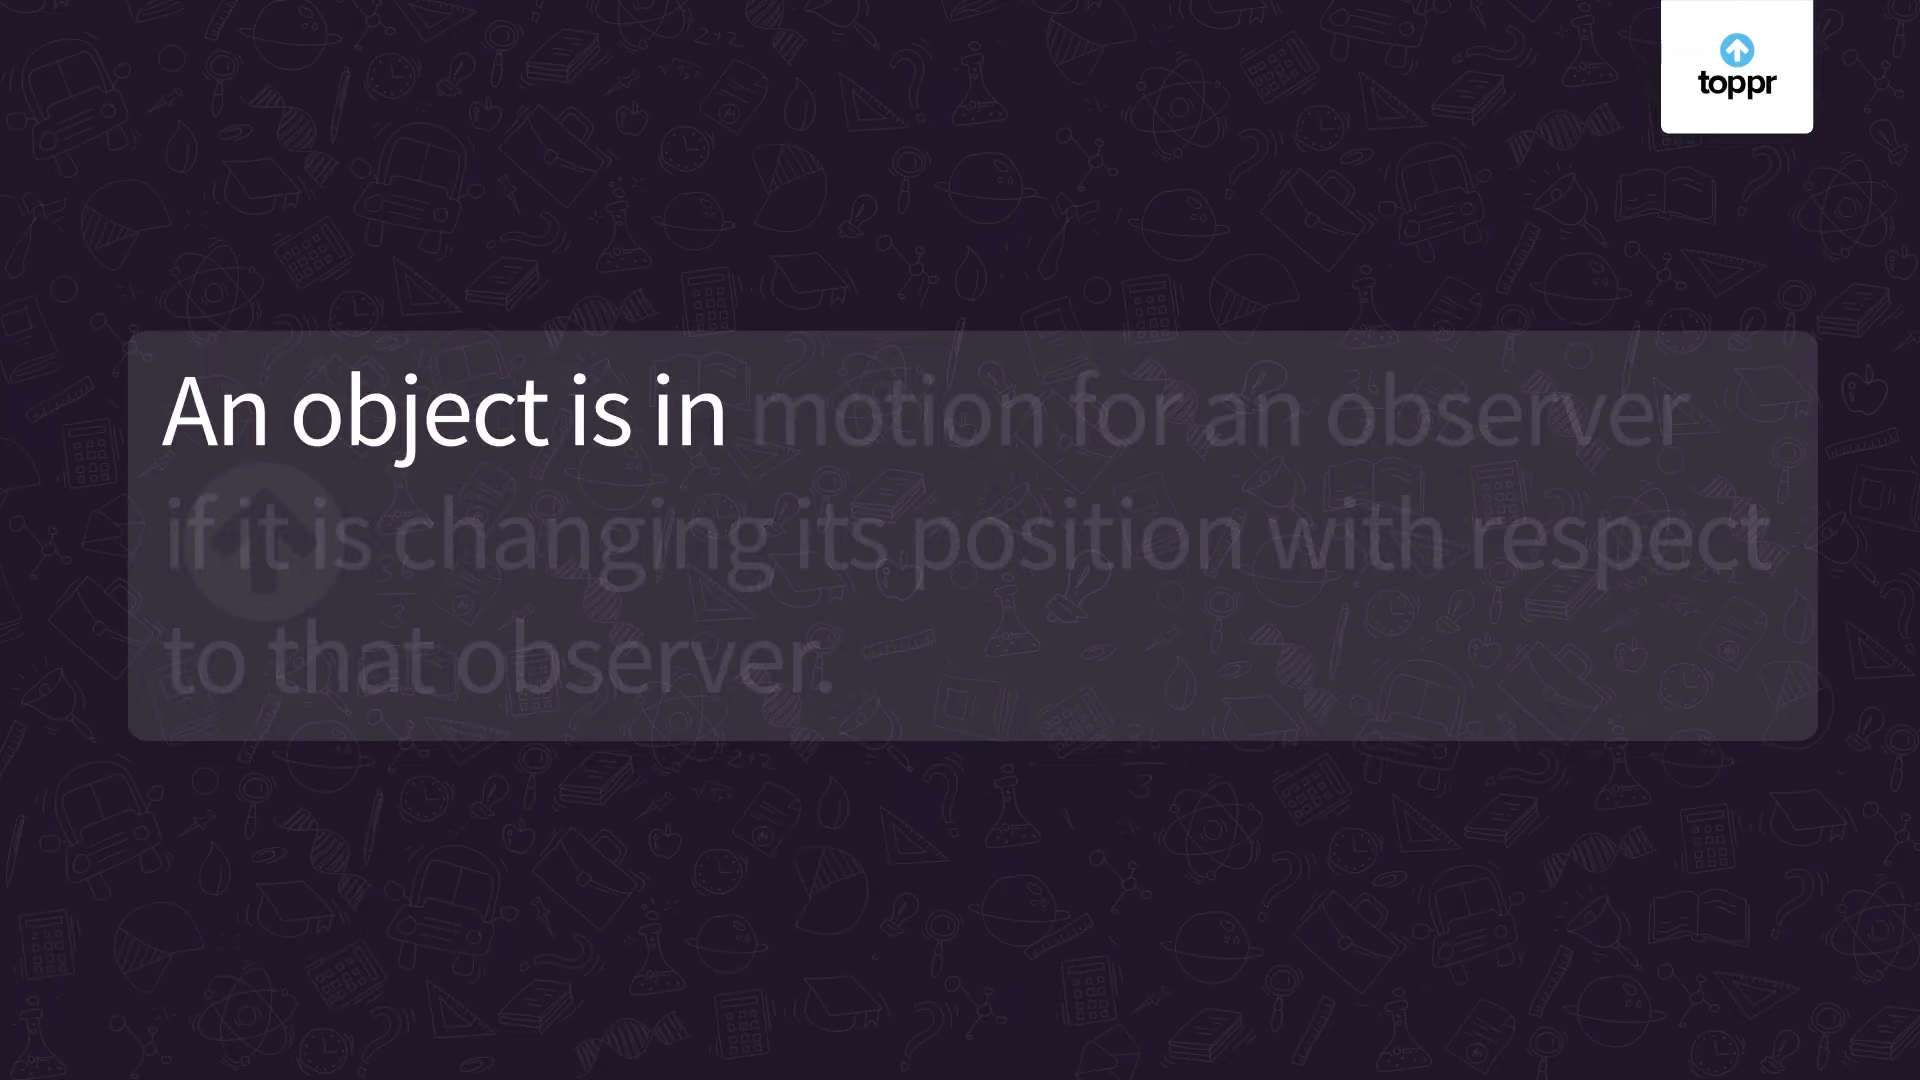 toppr
An object is in motion for an observer
if it is changing its position with respect
to that observer.